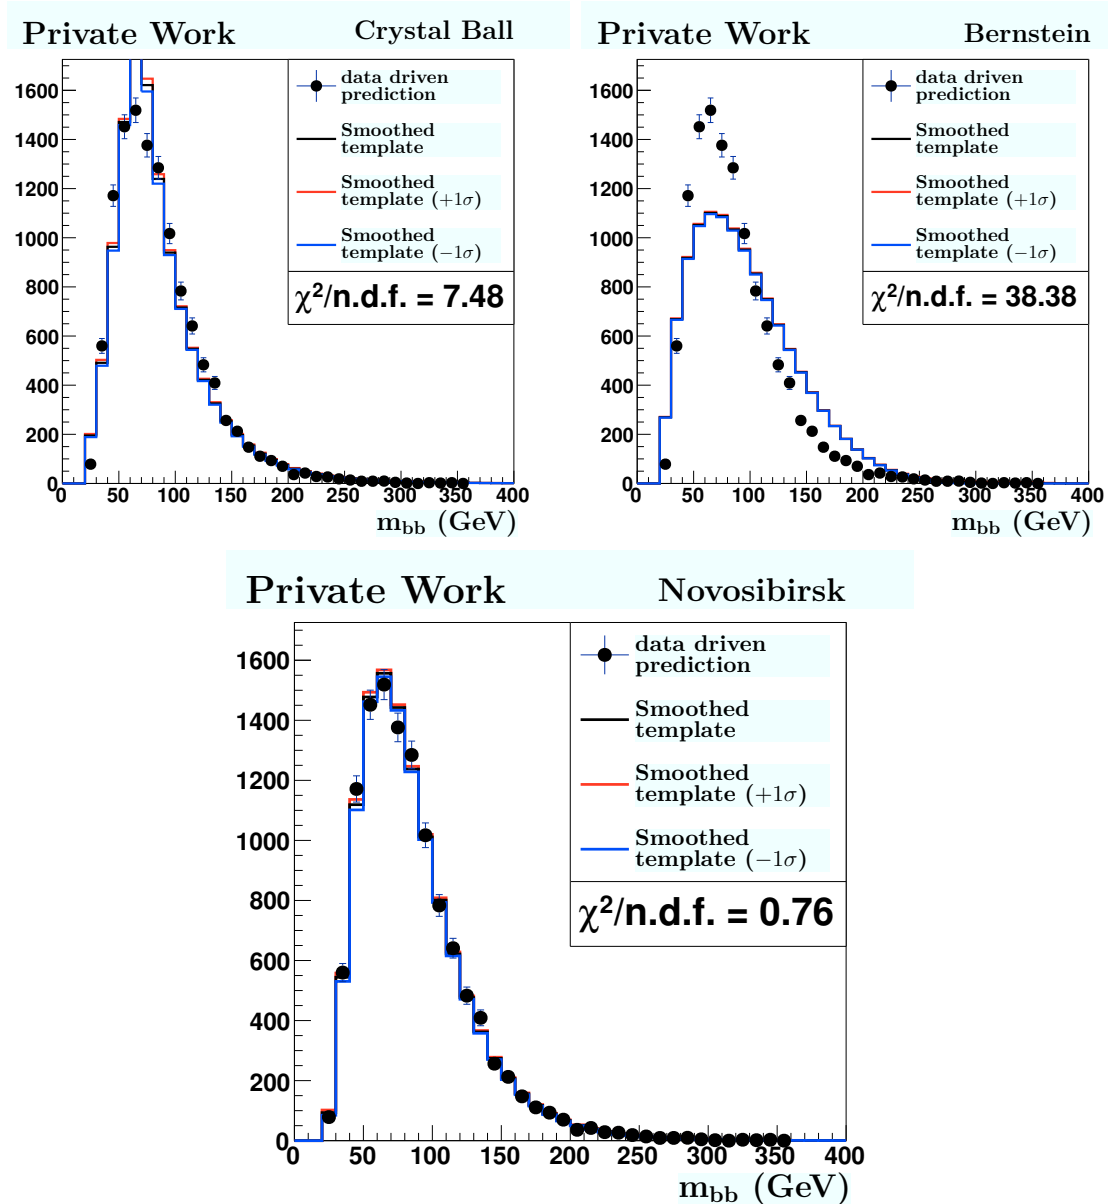 Private Work Crystal Ball
data driven
prediction
Smoothed
template
Smoothed
template (+1σ)
Smoothed
template (−1σ)
χ²/n.d.f. = 7.48
1600
1400
1200
1000
800
600
400
200
0
0 50 100 150 200 250 300 350 400
m_bb (GeV)
Private Work Bernstein
data driven
prediction
Smoothed
template
Smoothed
template (+1σ)
Smoothed
template (−1σ)
χ²/n.d.f. = 38.38
1600
1400
1200
1000
800
600
400
200
0
0 50 100 150 200 250 300 350 400
m_bb (GeV)
Private Work Novosibirsk
data driven
prediction
Smoothed
template
Smoothed
template (+1σ)
Smoothed
template (−1σ)
χ²/n.d.f. = 0.76
1600
1400
1200
1000
800
600
400
200
0
0 50 100 150 200 250 300 350 400
m_bb (GeV)